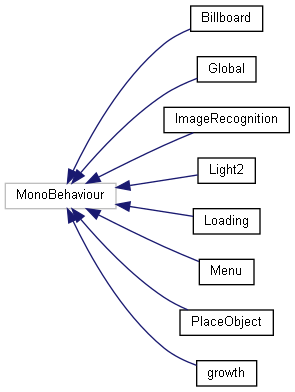 Billboard
Global
ImageRecognition
Light2
MonoBehaviour
Loading
Menu
PlaceObject
growth